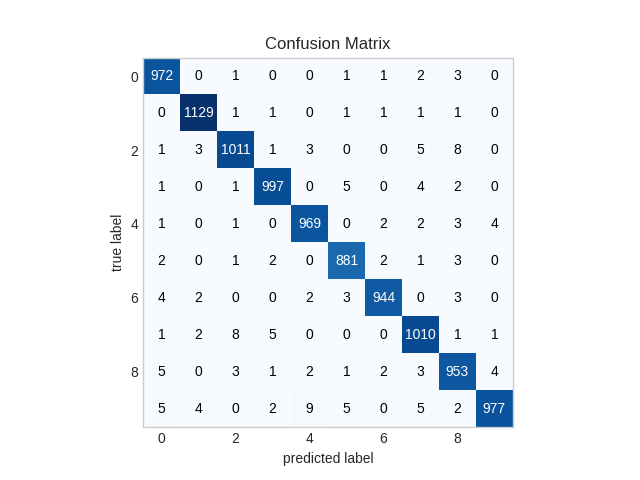 Confusion Matrix
0 972 0 1 0 0 1 1 2 3 0
0 1129 1 1 0 1 1 1 1 0
2 1 3 1011 1 3 0 0 5 8 0
1 0 1 997 0 5 0 4 2 0
4 1 0 1 0 969 0 2 2 3 4
2 0 1 2 0 881 2 1 3 0
6 4 2 0 0 2 3 944 0 3 0
1 2 8 5 0 0 0 1010 1 1
8 5 0 3 1 2 1 2 3 953 4
5 4 0 2 9 5 0 5 2 977
0 2 4 6 8
predicted label
true label